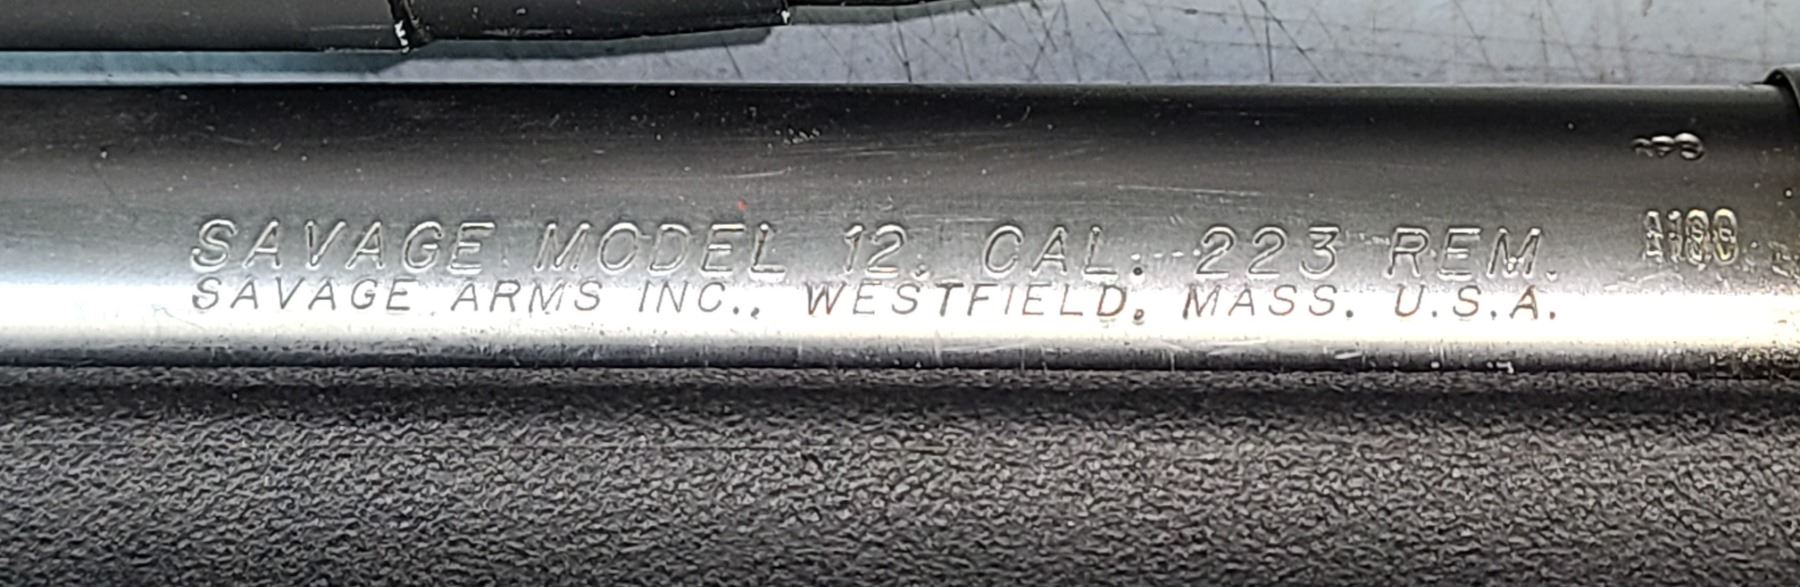 SAVAGE MODEL 12. CAL. .223 REM.
SAVAGE ARMS INC., WESTFIELD, MASS. U.S.A.